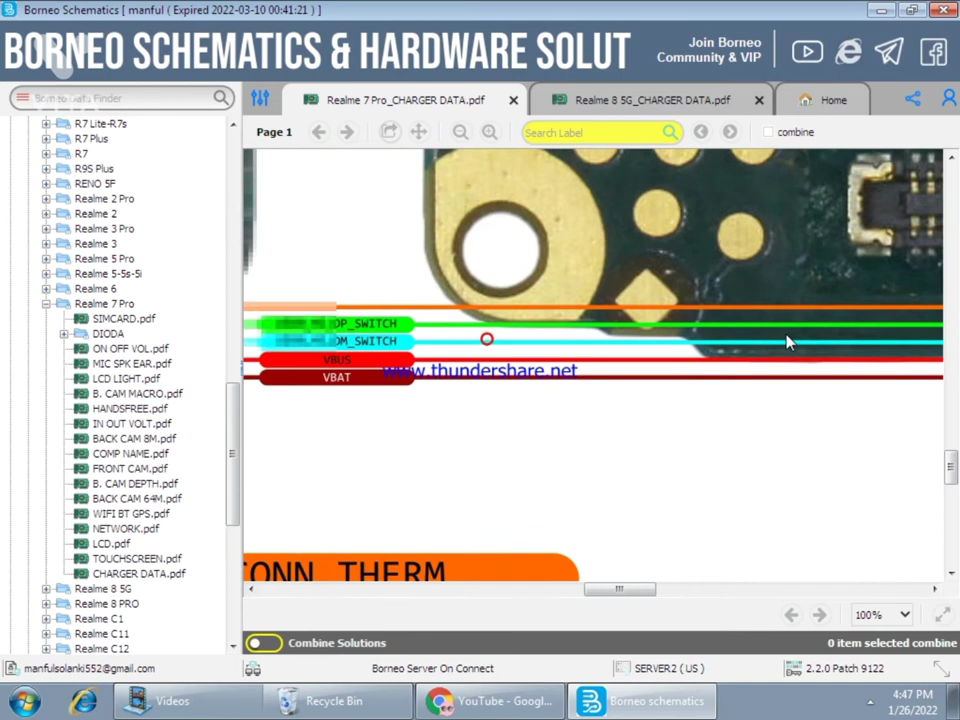 Borneo Schematics [ manful ( Expired 2022-03-10 00:41:21 ) ]
BORNEO SCHEMATICS & HARDWARE SOLUT
Join Borneo
Community & VIP
Borneo Data Finder
Realme 7 Pro_CHARGER DATA.pdf
Realme 8 5G_CHARGER DATA.pdf
Home
Page 1
Search Label
combine
R7 Lite-R7s
R7 Plus
R7
R9S Plus
RENO 5F
Realme 2 Pro
Realme 2
Realme 3 Pro
Realme 3
Realme 5 Pro
Realme 5-5s-5i
Realme 6
Realme 7 Pro
SIMCARD.pdf
DIODA
ON OFF VOL.pdf
MIC SPK EAR.pdf
LCD LIGHT.pdf
B. CAM MACRO.pdf
HANDSFREE.pdf
IN OUT VOLT.pdf
BACK CAM 8M.pdf
COMP NAME.pdf
FRONT CAM.pdf
B. CAM DEPTH.pdf
BACK CAM 64M.pdf
WIFI BT GPS.pdf
NETWORK.pdf
LCD.pdf
TOUCHSCREEN.pdf
CHARGER DATA.pdf
Realme 8 5G
Realme 8 PRO
Realme C1
Realme C11
Realme C12
DP_SWITCH
DM_SWITCH
VBUS
VBAT
www.thundershare.net
CONN_THERM
100%
Combine Solutions
0 item selected combine
manfulsolanki552@gmail.com
Borneo Server On Connect
SERVER2 ( US )
2.2.0 Patch 9122
Videos
Recycle Bin
YouTube - Googl...
Borneo schematics
4:47 PM
1/26/2022